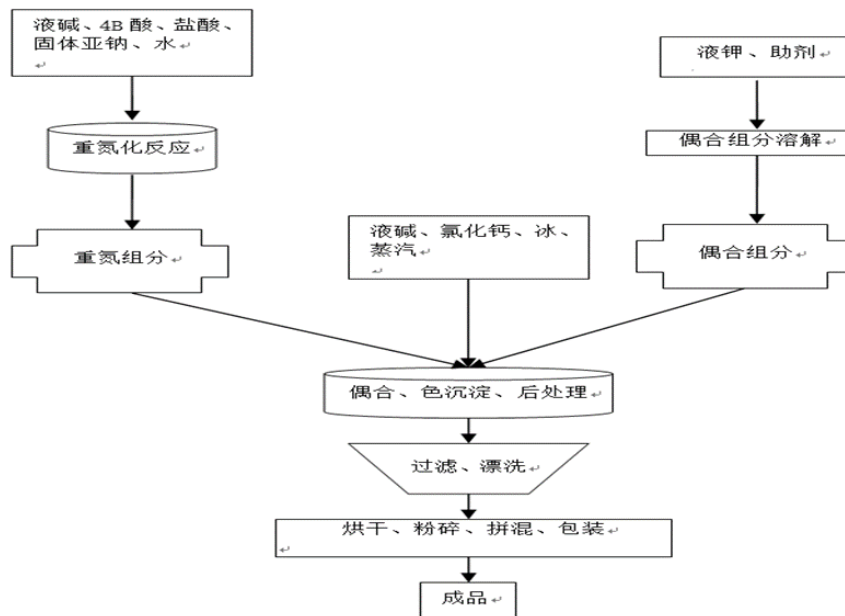 液碱、4B 酸、盐酸、
固体亚钠、水
重氮化反应
重氮组分
液钾、助剂
偶合组分溶解
偶合组分
液碱、氯化钙、冰、
蒸汽
偶合、色沉淀、后处理
过滤、漂洗
烘干、粉碎、拼混、包装
成品